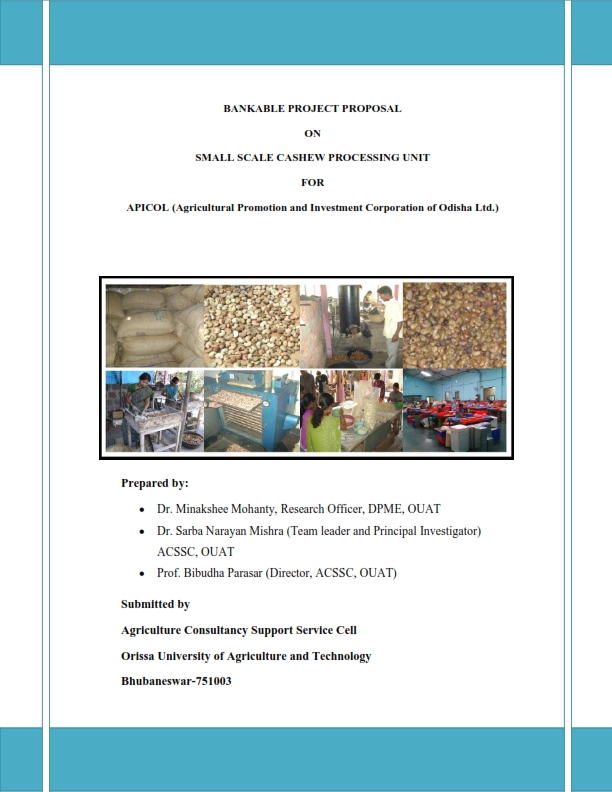 BANKABLE PROJECT PROPOSAL
ON
SMALL SCALE CASHEW PROCESSING UNIT
FOR
APICOL (Agricultural Promotion and Investment Corporation of Odisha Ltd.)
Prepared by:
• Dr. Minakshee Mohanty, Research Officer, DPME, OUAT
• Dr. Sarba Narayan Mishra (Team leader and Principal Investigator)
ACSSC, OUAT
• Prof. Bibudha Parasar (Director, ACSSC, OUAT)
Submitted by
Agriculture Consultancy Support Service Cell
Orissa University of Agriculture and Technology
Bhubaneswar-751003